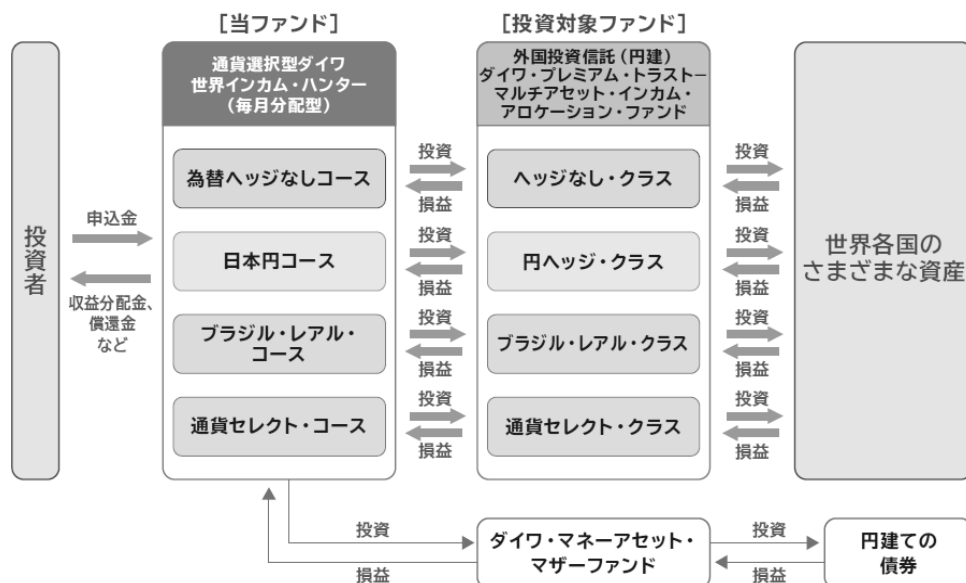 [当ファンド]
[投資対象ファンド]
投資者
申込金
収益分配金、
償還金
など
通貨選択型ダイワ
世界インカム・ハンター
(毎月分配型)
外国投資信託(円建)
ダイワ・プレミアム・トラスト−
マルチアセット・インカム・
アロケーション・ファンド
為替ヘッジなしコース
投資
損益
ヘッジなし・クラス
投資
損益
日本円コース
投資
損益
円ヘッジ・クラス
投資
損益
ブラジル・レアル・
コース
投資
損益
ブラジル・レアル・クラス
投資
損益
通貨セレクト・コース
投資
損益
通貨セレクト・クラス
投資
損益
世界各国の
さまざまな資産
投資
損益
ダイワ・マネーアセット・
マザーファンド
投資
損益
円建ての
債券